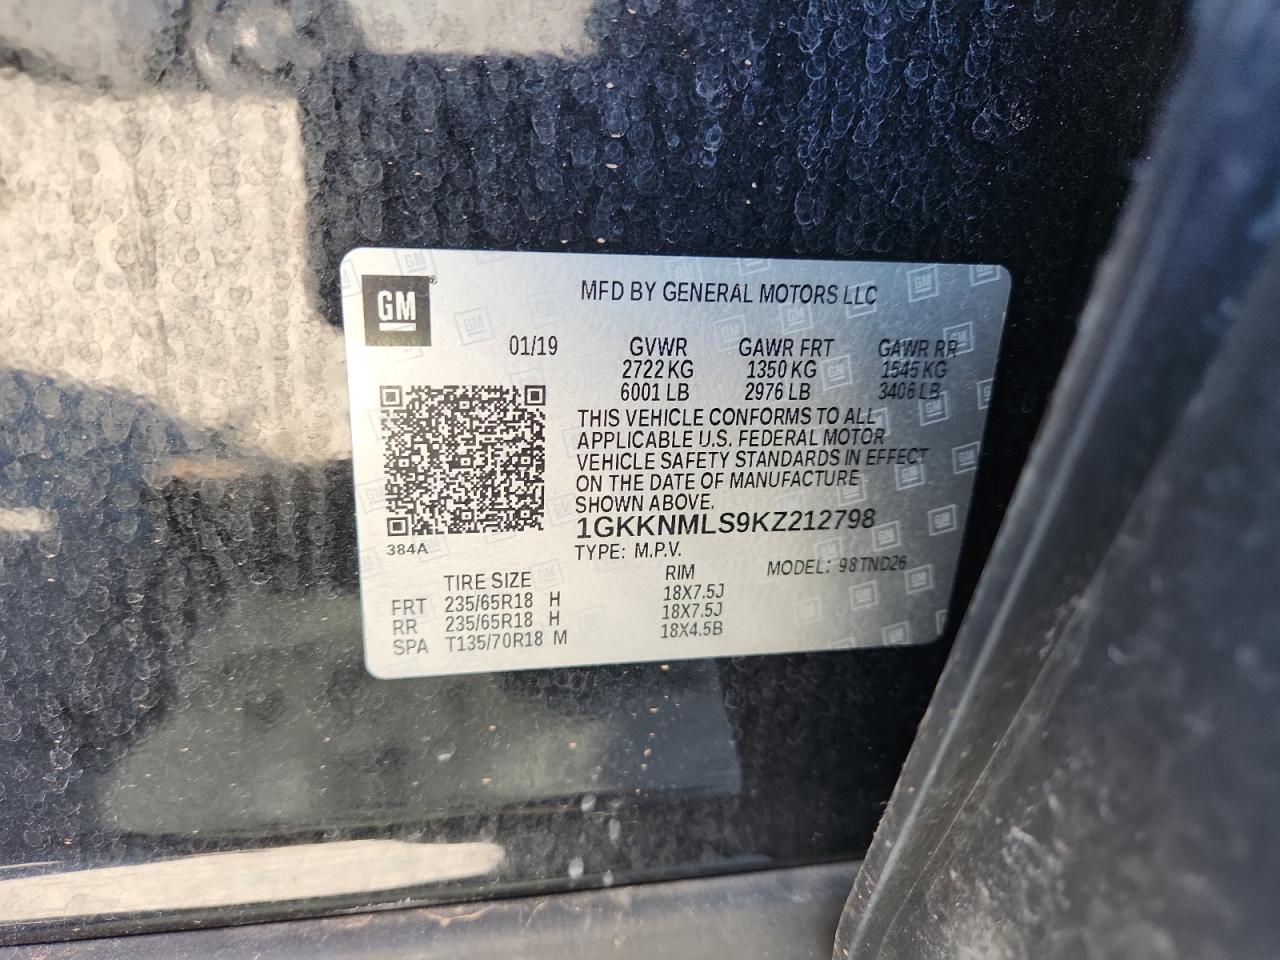 GM
MFD BY GENERAL MOTORS LLC
01/19 GVWR GAWR FRT GAWR RR
2722 KG 1350 KG 1545 KG
6001 LB 2976 LB 3406 LB
THIS VEHICLE CONFORMS TO ALL
APPLICABLE U.S. FEDERAL MOTOR
VEHICLE SAFETY STANDARDS IN EFFECT
ON THE DATE OF MANUFACTURE
SHOWN ABOVE.
1GKKNMLS9KZ212798
384A
TYPE: M.P.V. MODEL: 98TND26
TIRE SIZE RIM
FRT 235/65R18 H 18X7.5J
RR 235/65R18 H 18X7.5J
SPA T135/70R18 M 18X4.5B